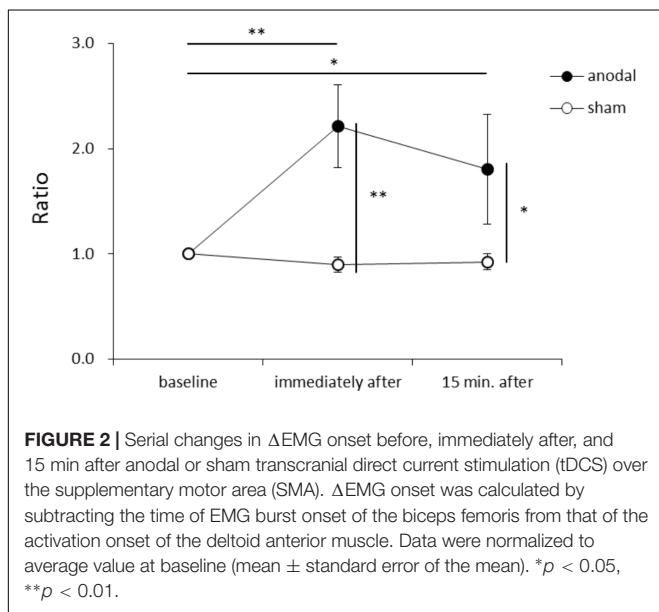 3.0
**
*
anodal
sham
2.0
Ratio
**
*
1.0
0.0
baseline immediately after 15 min. after
FIGURE 2 | Serial changes in ΔEMG onset before, immediately after, and
15 min after anodal or sham transcranial direct current stimulation (tDCS) over
the supplementary motor area (SMA). ΔEMG onset was calculated by
subtracting the time of EMG burst onset of the biceps femoris from that of the
activation onset of the deltoid anterior muscle. Data were normalized to
average value at baseline (mean ± standard error of the mean). *p < 0.05,
**p < 0.01.